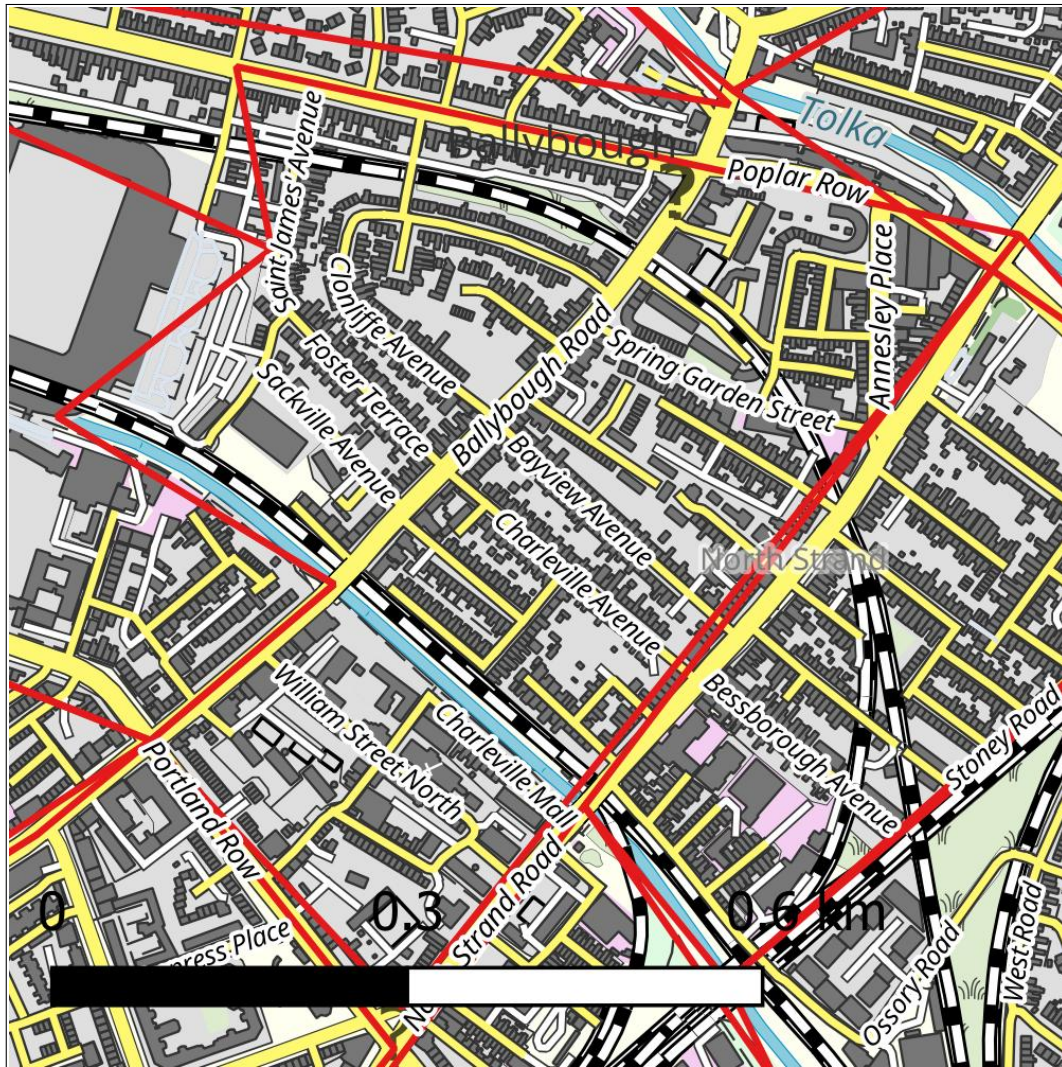 Tolka
Ballybough
?
Poplar Row
Saint James' Avenue
Annesley Place
Clonliffe Avenue
Ballybough Road
Spring Garden Street
Foster Terrace
Sackville Avenue
Bayview Avenue
Charleville Avenue
North Strand
Bessborough Avenue
Stoney Road
William Street North
Charleville Mall
Portland Row
Strand Road
Ossory Road
West Road
press Place
0
0.3
0.6 km